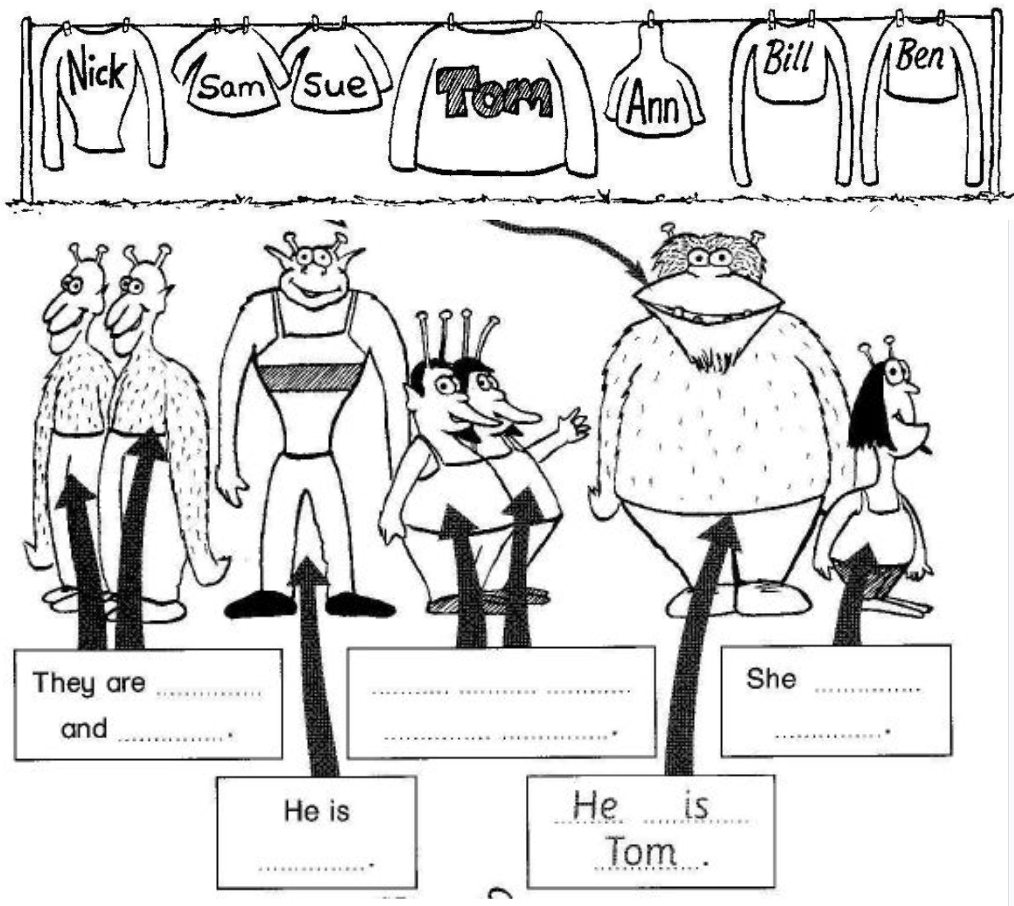 Nick
Sam
Sue
Tom
Ann
Bill
Ben
They are ..............
and ..............
He is
..............
.......... .......... ..........
.......... ...........
He is
Tom .
She ..............
..............